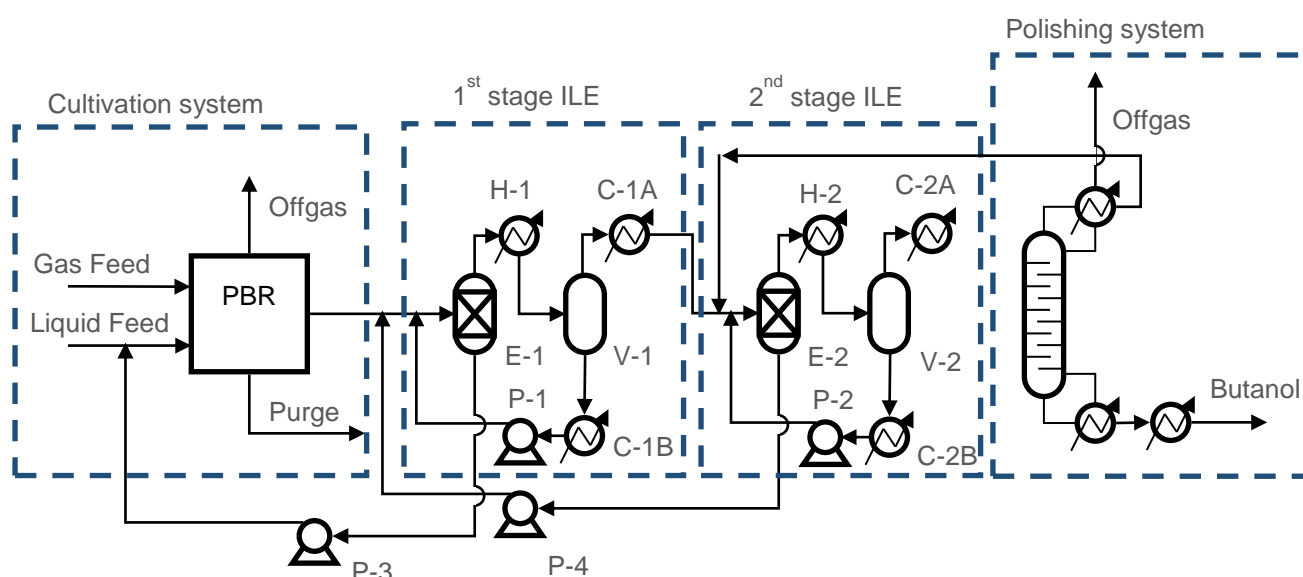 Polishing system
Cultivation system
1st stage ILE
2nd stage ILE
Offgas
H-1
C-1A
H-2
C-2A
Offgas
Gas Feed
PBR
Liquid Feed
E-1
V-1
E-2
V-2
Purge
P-1
P-2
Butanol
C-1B
C-2B
P-3
P-4